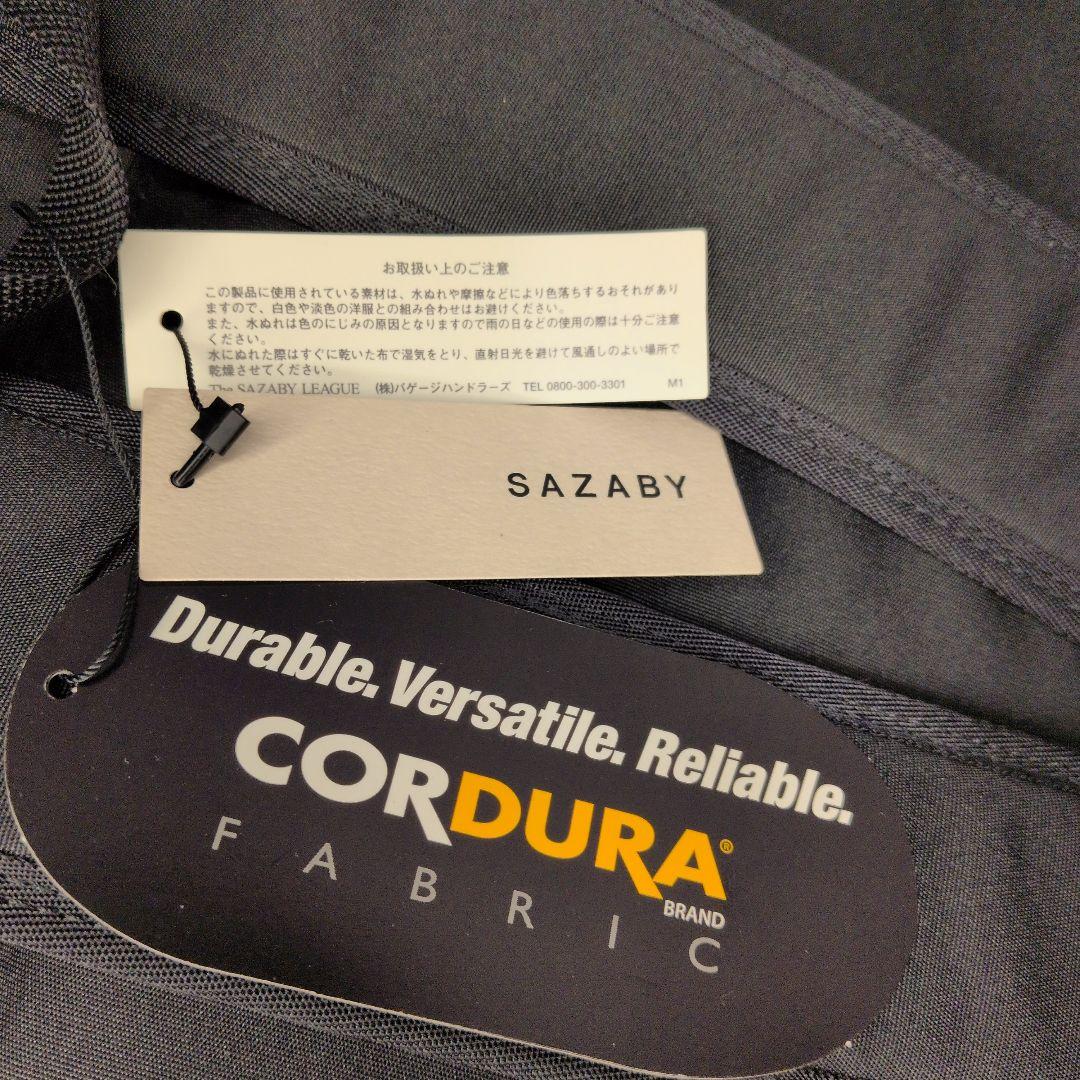 お取扱い上のご注意
この製品に使用されている素材は、水ぬれや摩擦などにより色落ちするおそれがあり
ますので、白色や淡色の洋服との組み合わせはお避けください。
また、水ぬれは色のにじみの原因となりますので雨の日などの使用の際は十分ご注意
ください。
水にぬれた際はすぐに乾いた布で湿気をとり、直射日光を避けて風通しのよい場所で
乾燥させてください。
The SAZABY LEAGUE (株)バゲージハンドラーズ TEL 0800-300-3301 M1
SAZABY
Durable. Versatile. Reliable.
CORDURA®
BRAND
FABRIC